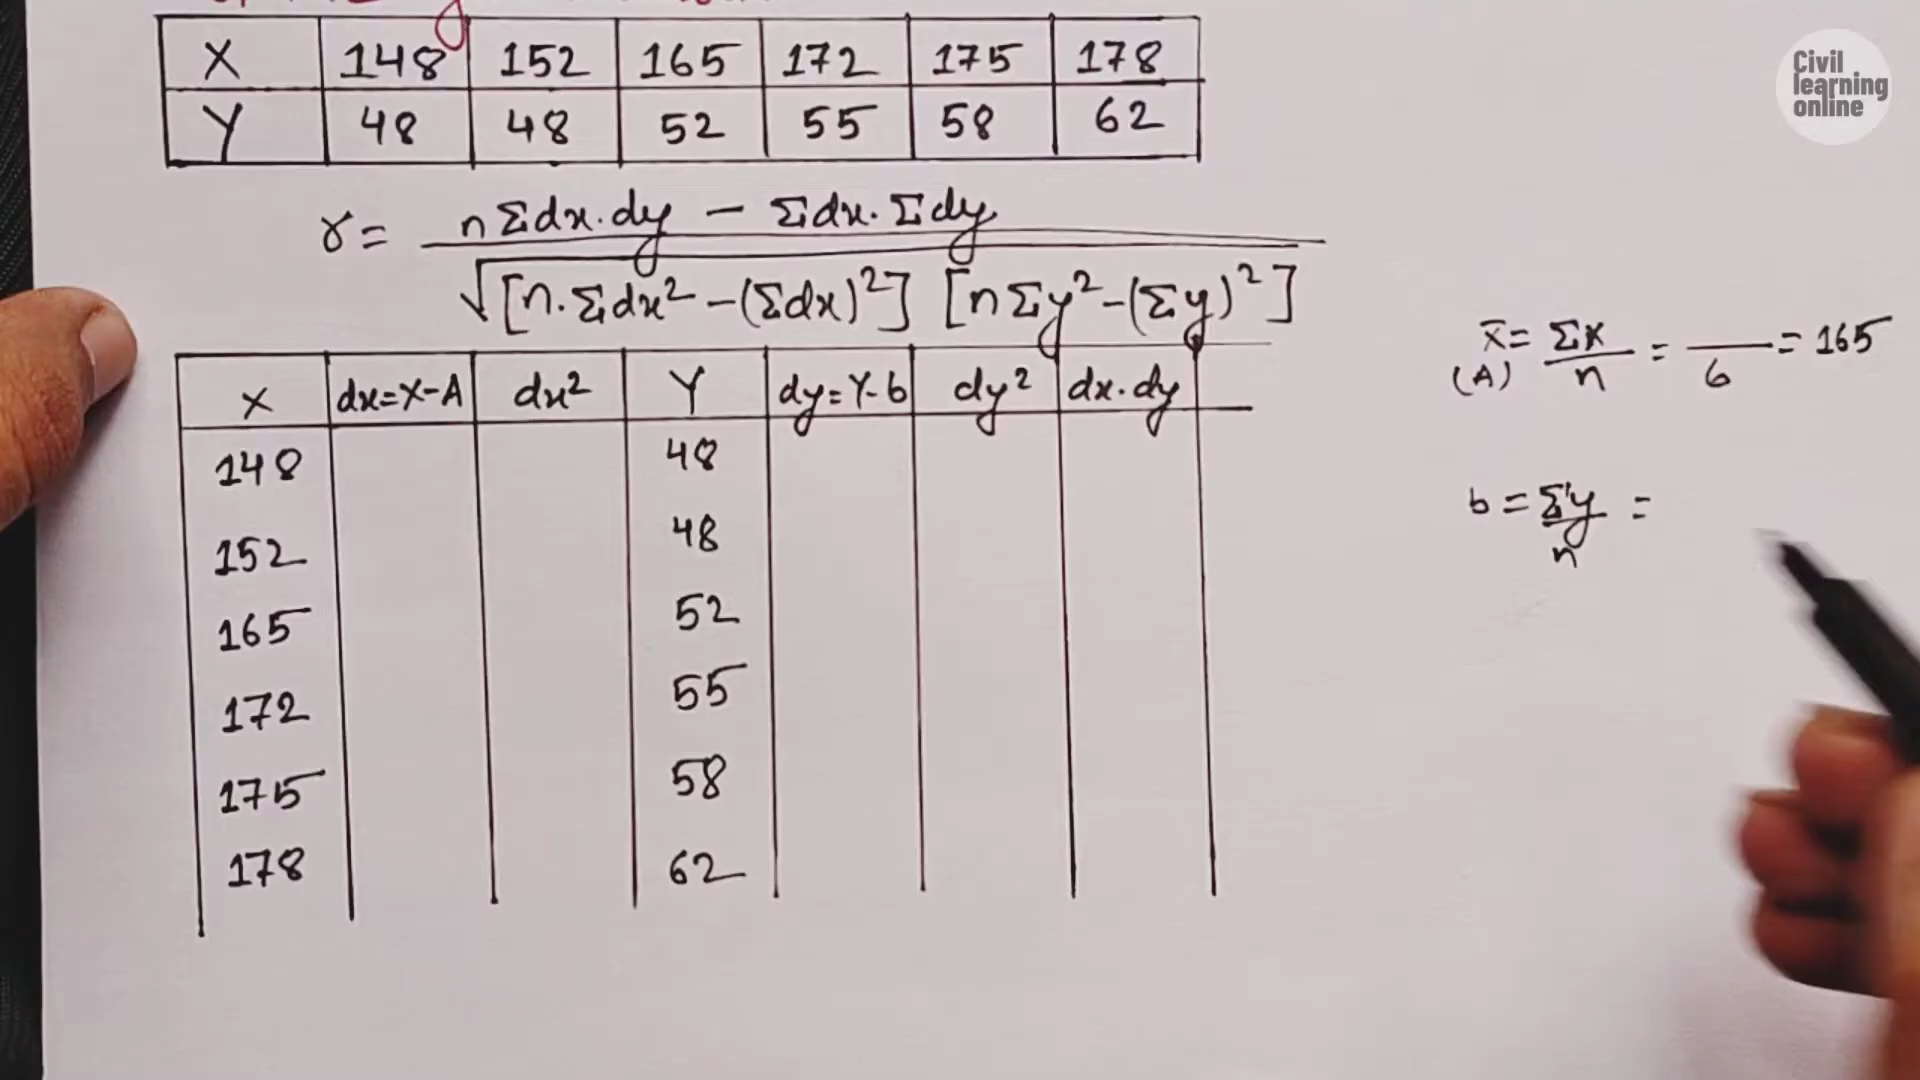 X 148 152 165 172 175 178
Y 48 48 52 55 58 62
Civil
learning
online
r = n Σdx.dy − Σdx. Σdy
√[n. Σdx² − (Σdx)²] [nΣy² − (Σy)²]
x̄ = Σx = — = 165
(A) n 6
x dx=X-A dx² Y dy=Y-b dy² dx.dy
148 48
152 48
165 52
172 55
175 58
178 62
b = Σy =
n